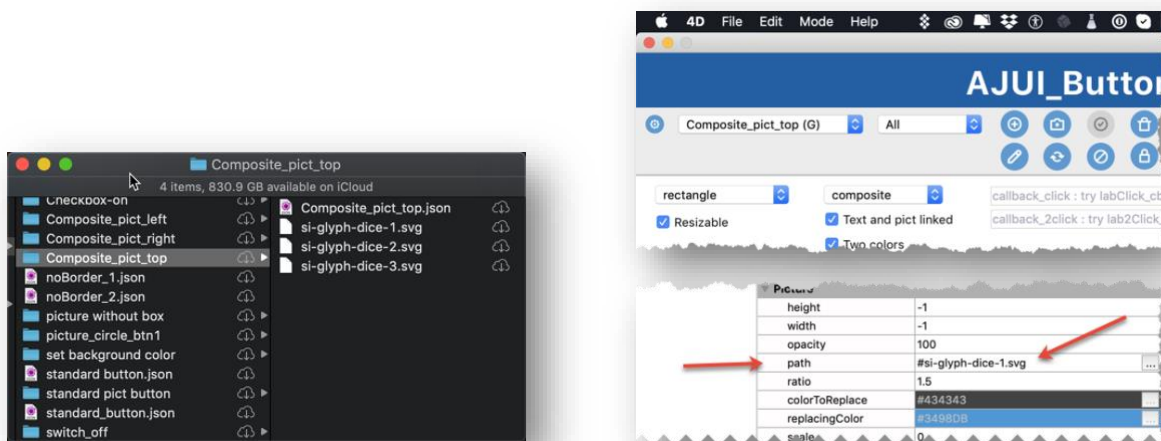 Composite_pict_top
4 items, 830.9 GB available on iCloud
Checkbox-on
Composite_pict_left
Composite_pict_right
Composite_pict_top
noBorder_1.json
noBorder_2.json
picture without box
picture_circle_btn1
set background color
standard button.json
standard pict button
standard_button.json
switch_off
Composite_pict_top.json
si-glyph-dice-1.svg
si-glyph-dice-2.svg
si-glyph-dice-3.svg
4D File Edit Mode Help
AJUI_Button
Composite_pict_top (G) All
rectangle composite callback_click : try labClick_cb
Resizable Text and pict linked callback_2click : try lab2Click_
Two colors
Picture
height -1
width -1
opacity 100
path #si-glyph-dice-1.svg ...
ratio 1.5
colorToReplace #434343
replacingColor #3498DB
scale 0